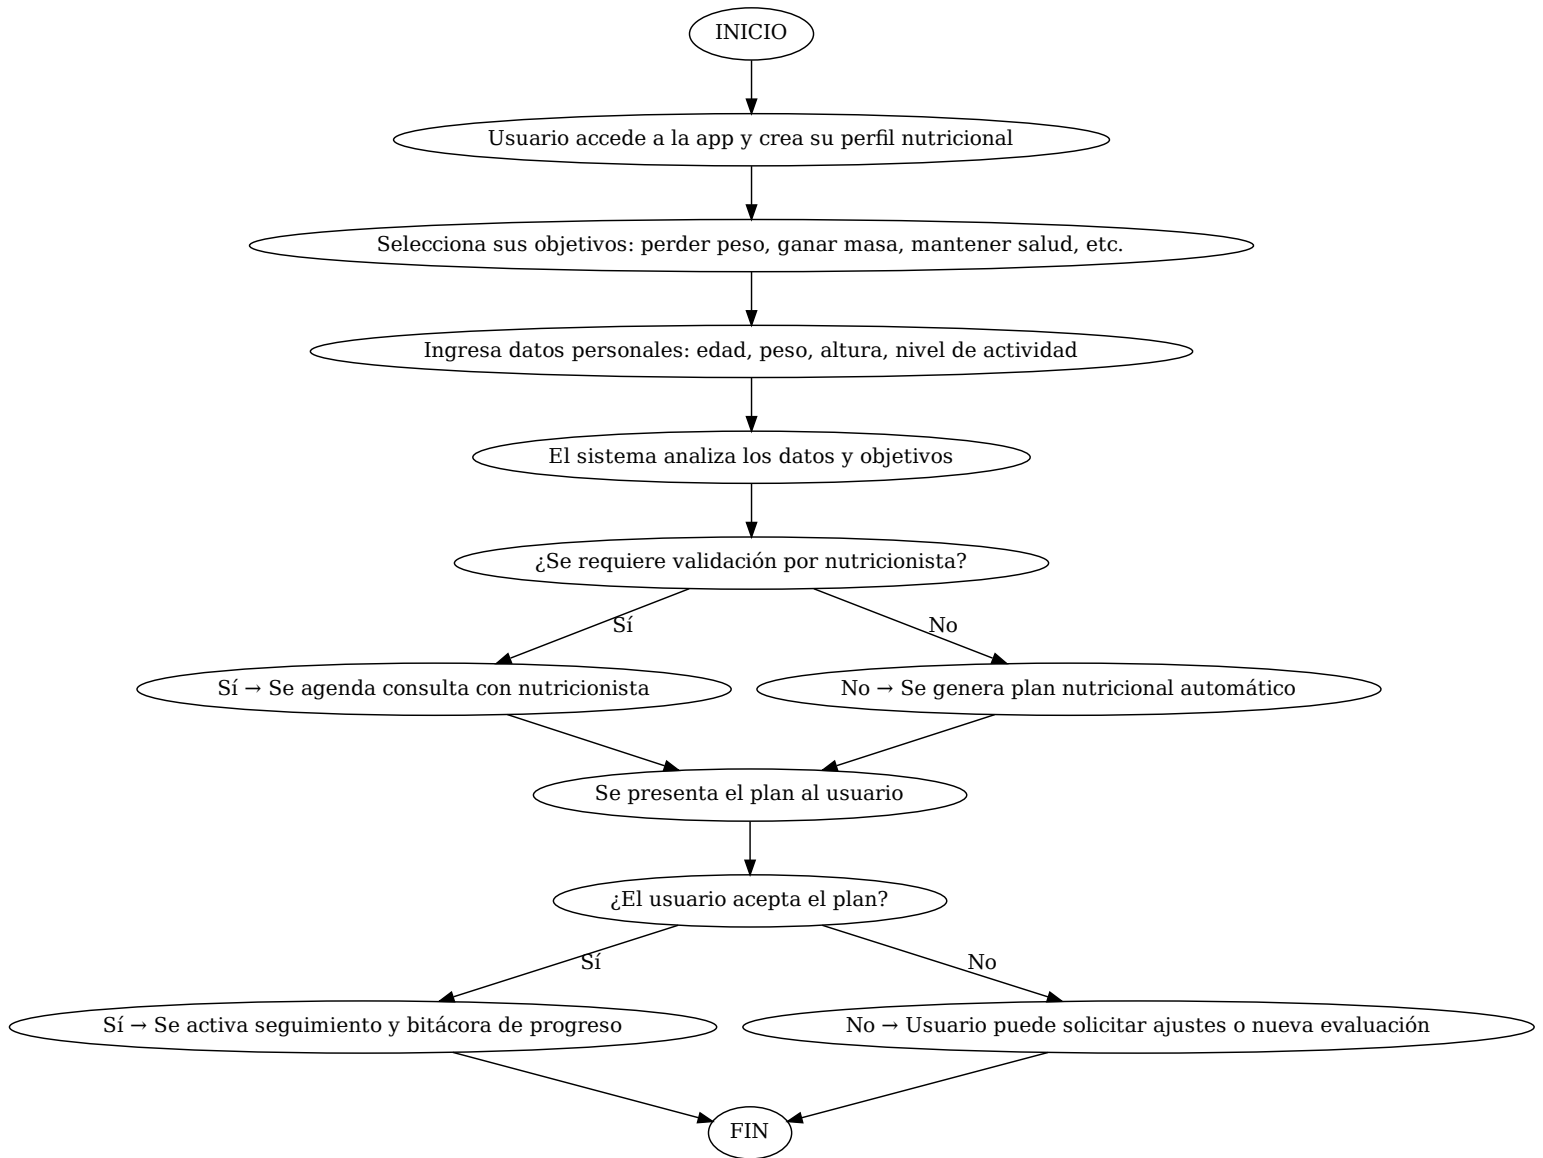 INICIO
Usuario accede a la app y crea su perfil nutricional
Selecciona sus objetivos: perder peso, ganar masa, mantener salud, etc.
Ingresa datos personales: edad, peso, altura, nivel de actividad
El sistema analiza los datos y objetivos
¿Se requiere validación por nutricionista?
Sí
No
Sí → Se agenda consulta con nutricionista
No → Se genera plan nutricional automático
Se presenta el plan al usuario
¿El usuario acepta el plan?
Sí
No
Sí → Se activa seguimiento y bitácora de progreso
No → Usuario puede solicitar ajustes o nueva evaluación
FIN